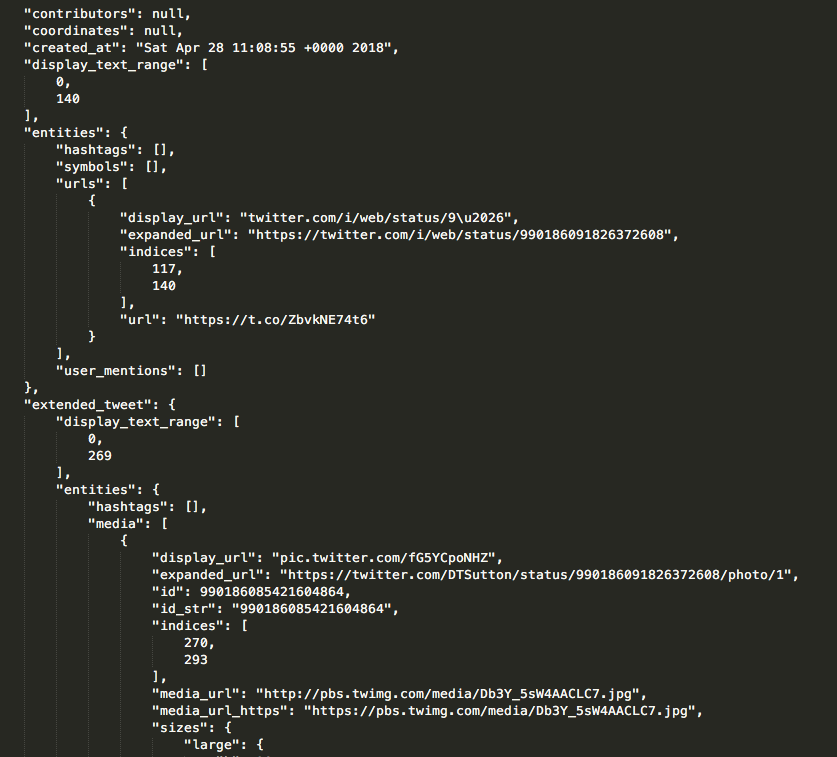 "contributors": null,
"coordinates": null,
"created_at": "Sat Apr 28 11:08:55 +0000 2018",
"display_text_range": [
0,
140
],
"entities": {
"hashtags": [],
"symbols": [],
"urls": [
{
"display_url": "twitter.com/i/web/status/9\u2026",
"expanded_url": "https://twitter.com/i/web/status/990186091826372608",
"indices": [
117,
140
],
"url": "https://t.co/ZbvkNE74t6"
}
],
"user_mentions": []
},
"extended_tweet": {
"display_text_range": [
0,
269
],
"entities": {
"hashtags": [],
"media": [
{
"display_url": "pic.twitter.com/fG5YCpoNHZ",
"expanded_url": "https://twitter.com/DTSutton/status/990186091826372608/photo/1",
"id": 990186085421604864,
"id_str": "990186085421604864",
"indices": [
270,
293
],
"media_url": "http://pbs.twimg.com/media/Db3Y_5sW4AACLC7.jpg",
"media_url_https": "https://pbs.twimg.com/media/Db3Y_5sW4AACLC7.jpg",
"sizes": {
"large": {